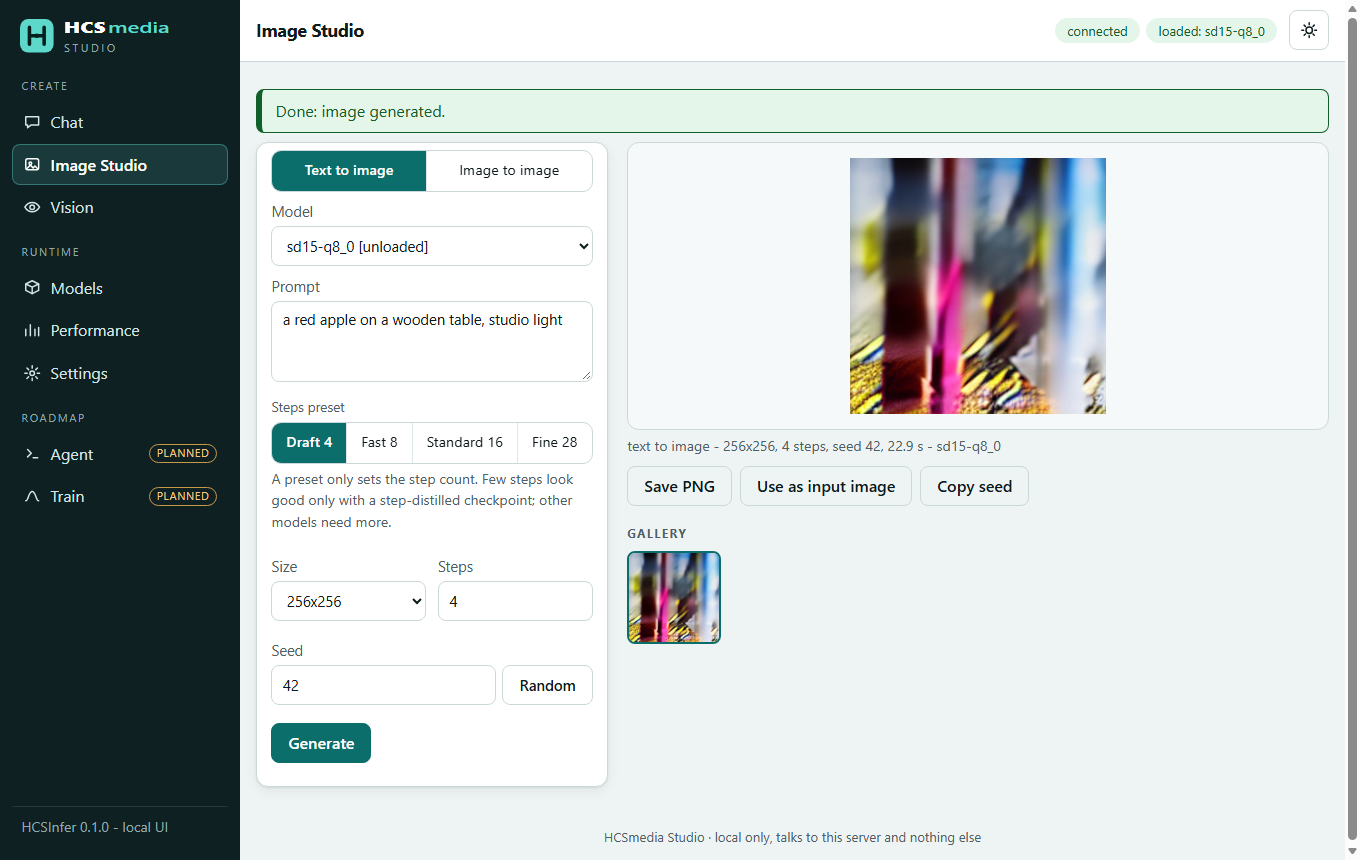 HCSmedia
STUDIO
CREATE
Chat
Image Studio
Vision
RUNTIME
Models
Performance
Settings
ROADMAP
Agent PLANNED
Train PLANNED
HCSInfer 0.1.0 - local UI
Image Studio
connected
loaded: sd15-q8_0
Done: image generated.
Text to image
Image to image
Model
sd15-q8_0 [unloaded]
Prompt
a red apple on a wooden table, studio light
Steps preset
Draft 4
Fast 8
Standard 16
Fine 28
A preset only sets the step count. Few steps look
good only with a step-distilled checkpoint; other
models need more.
Size
Steps
256x256
4
Seed
42
Random
Generate
text to image - 256x256, 4 steps, seed 42, 22.9 s - sd15-q8_0
Save PNG
Use as input image
Copy seed
GALLERY
HCSmedia Studio · local only, talks to this server and nothing else